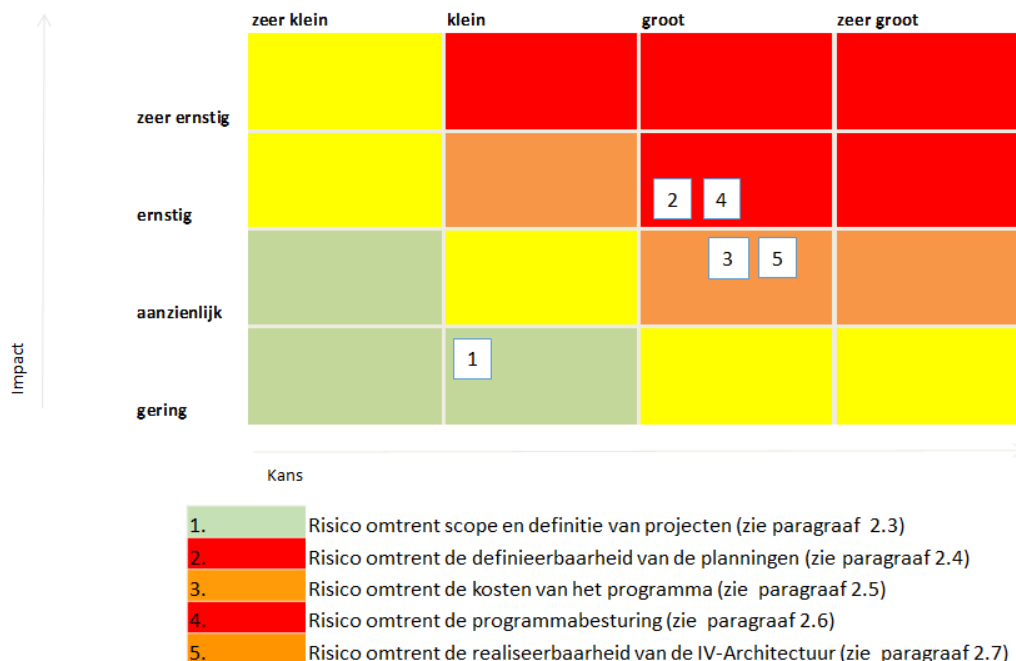 zeer klein klein groot zeer groot
zeer ernstig
ernstig
2 4
3 5
aanzienlijk
1
gering
Impact
Kans
1. Risico omtrent scope en definitie van projecten (zie paragraaf 2.3)
2. Risico omtrent de definieerbaarheid van de planningen (zie paragraaf 2.4)
3. Risico omtrent de kosten van het programma (zie paragraaf 2.5)
4. Risico omtrent de programmabesturing (zie paragraaf 2.6)
5. Risico omtrent de realiseerbaarheid van de IV-Architectuur (zie paragraaf 2.7)